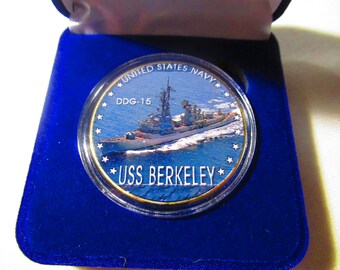 UNITED STATES NAVY
DDG-15
USS BERKELEY